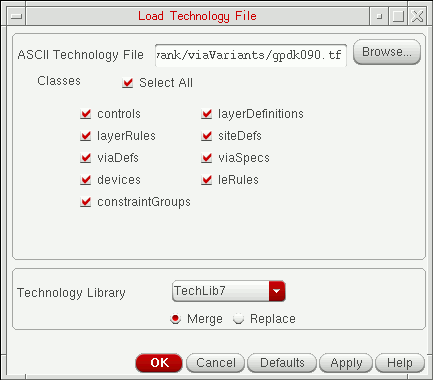 Load Technology File
ASCII Technology File /ank/viaVariants/gpdk090.tf Browse...
Classes Select All
controls layerDefinitions
layerRules siteDefs
viaDefs viaSpecs
devices leRules
constraintGroups
Technology Library TechLib7
Merge Replace
OK Cancel Defaults Apply Help